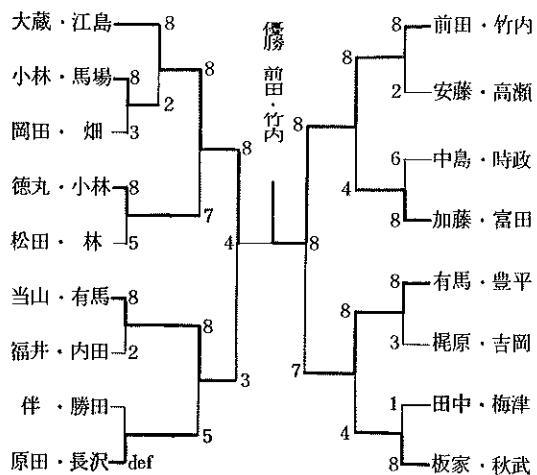 大蔵・江島 8
小林・馬場 8
岡田・畑 3
徳丸・小林 8
松田・林 5
当山・有馬 8
福井・内田 2
伴・勝田
原田・長沢 def
8
2
8
7
8
5
8
3
4
優勝 前田・竹内
8
8
7
8
4
8
4
8 前田・竹内
2 安藤・高瀬
6 中島・時政
8 加藤・富田
8 有馬・豊平
3 梶原・吉岡
1 田中・梅津
8 板家・秋武